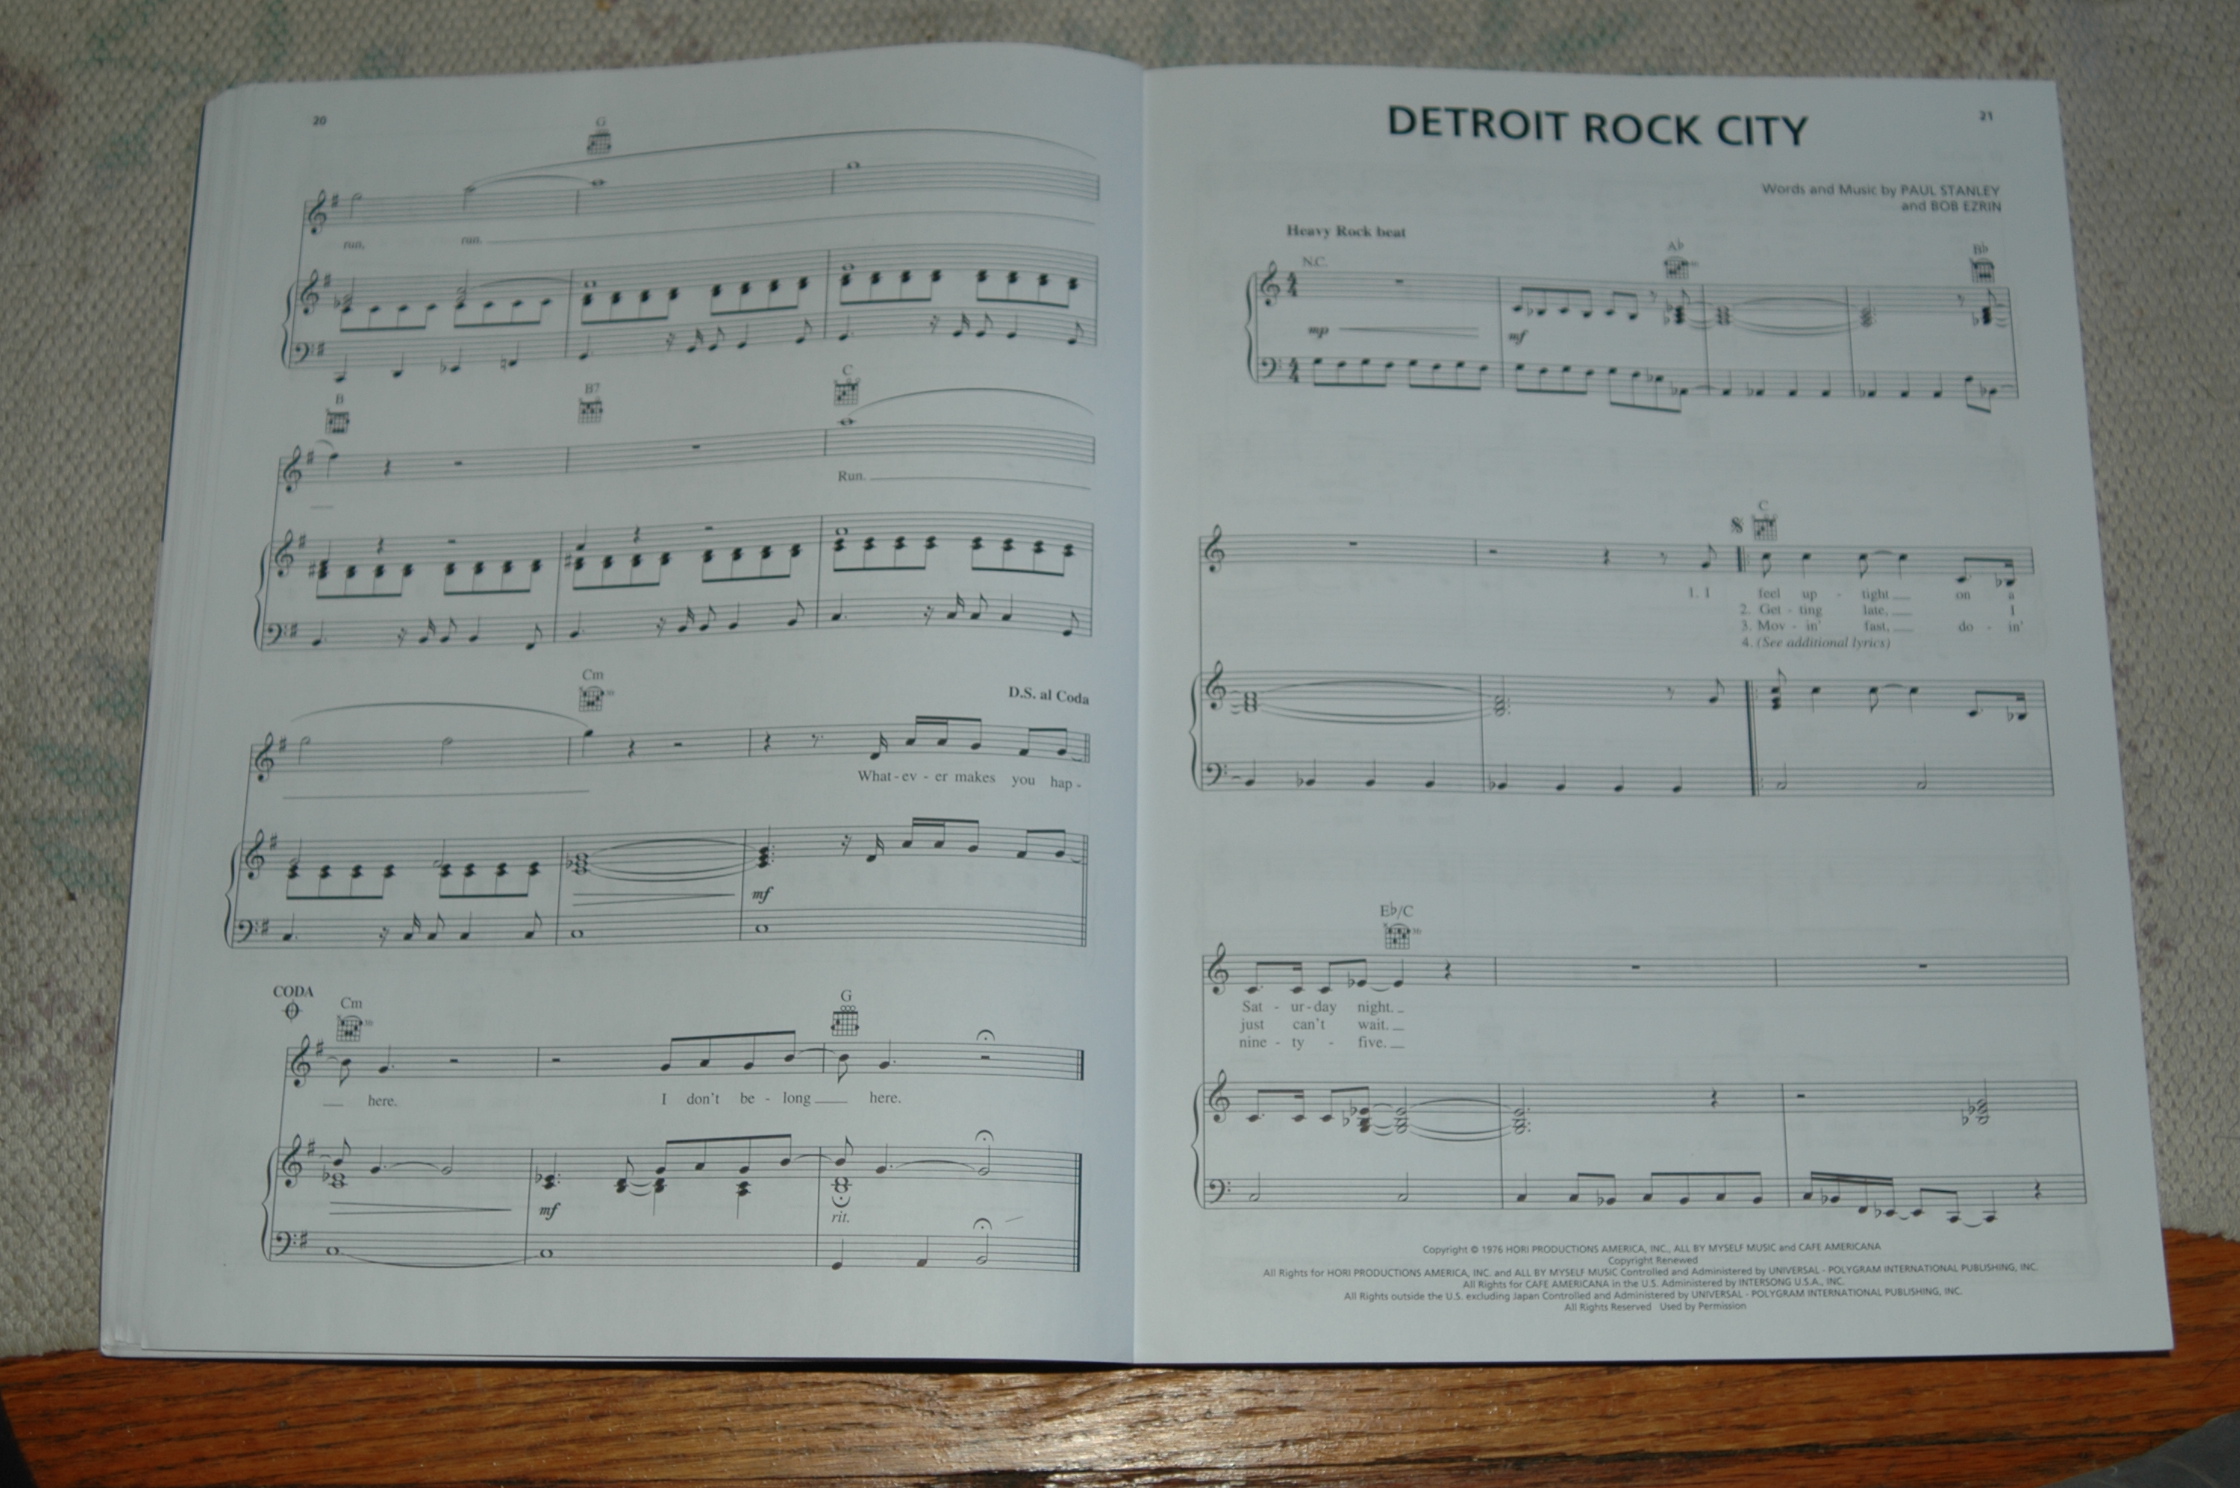 20
G
run. run.
B B7 C
Run.
D.S. al Coda
Cm
What - ev - er makes you hap -
mf
CODA
Cm G
here. I don't be - long here.
mf rit.
21
DETROIT ROCK CITY
Words and Music by PAUL STANLEY
and BOB EZRIN
Heavy Rock beat
N.C. A♭ B♭
mp mf
C
1. I feel up - tight on a
2. Get - ting late, I
3. Mov - in' fast, do - in'
4. (See additional lyrics)
E♭/C
Sat - ur - day night.
just can't wait.
nine - ty - five.
Copyright © 1976 HORI PRODUCTIONS AMERICA, INC., ALL BY MYSELF MUSIC and CAFE AMERICANA
Copyright Renewed
All Rights for HORI PRODUCTIONS AMERICA, INC. and ALL BY MYSELF MUSIC Controlled and Administered by UNIVERSAL - POLYGRAM INTERNATIONAL PUBLISHING, INC.
All Rights for CAFE AMERICANA in the U.S. Administered by INTERSONG U.S.A., INC.
All Rights outside the U.S. excluding Japan Controlled and Administered by UNIVERSAL - POLYGRAM INTERNATIONAL PUBLISHING, INC.
All Rights Reserved Used by Permission